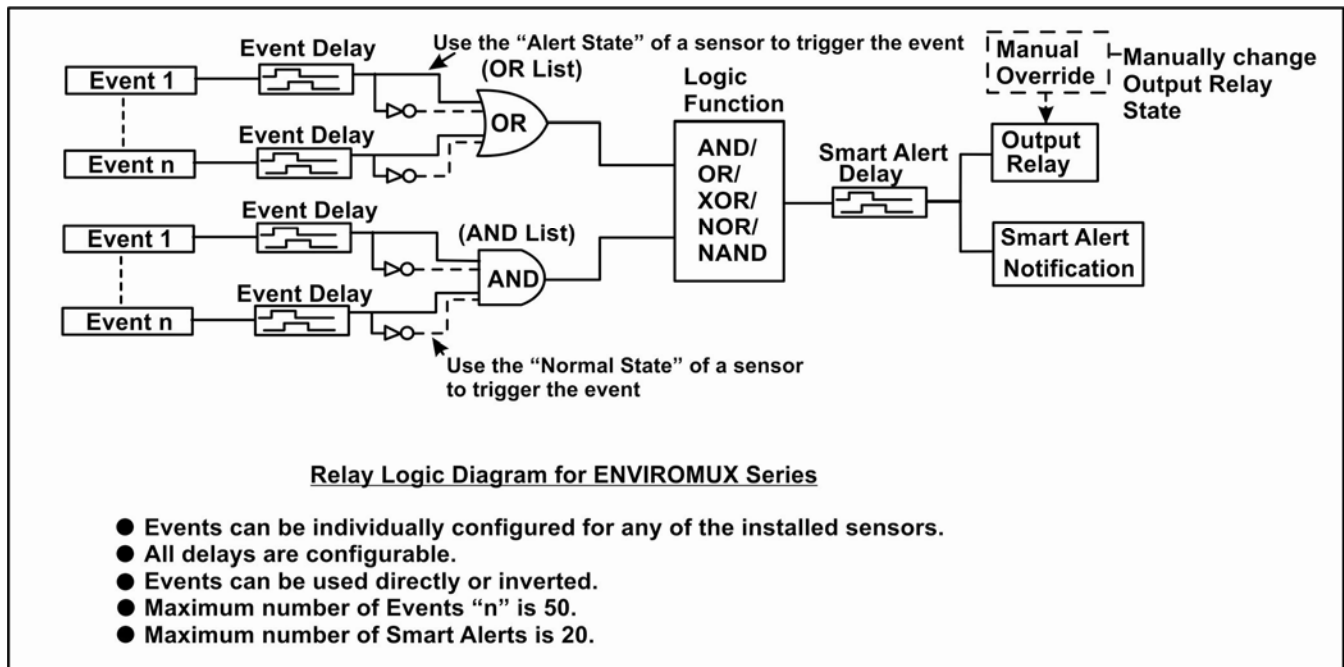 Event Delay
Use the “Alert State” of a sensor to trigger the event
(OR List)
Event 1
OR
Event Delay
Event n
Event Delay
Event 1
(AND List)
AND
Event Delay
Event n
Use the “Normal State” of a sensor
to trigger the event
Logic
Function
AND/
OR/
XOR/
NOR/
NAND
Smart Alert
Delay
Manual
Override
Manually change
Output Relay
State
Output
Relay
Smart Alert
Notification
Relay Logic Diagram for ENVIROMUX Series
● Events can be individually configured for any of the installed sensors.
● All delays are configurable.
● Events can be used directly or inverted.
● Maximum number of Events “n” is 50.
● Maximum number of Smart Alerts is 20.